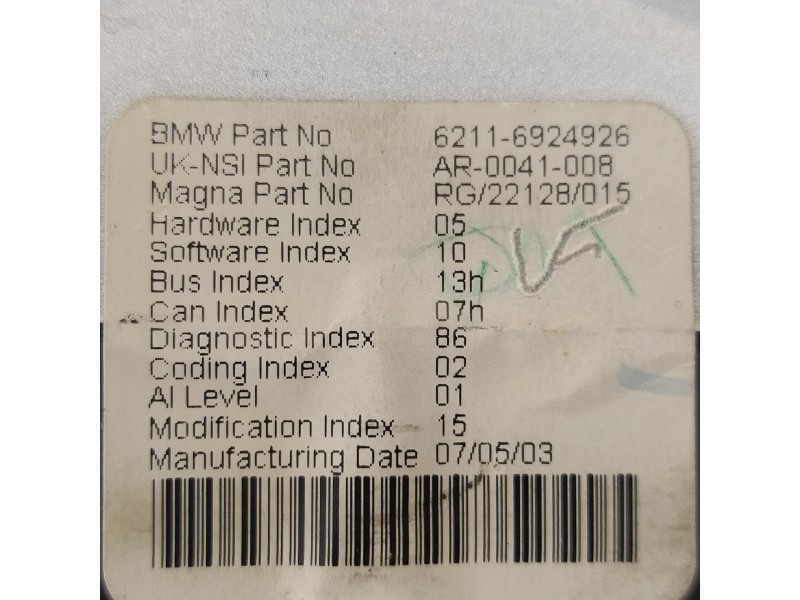 BMW Part No 6211-6924926
UK-NSI Part No AR-0041-008
Magna Part No RG/22128/015
Hardware Index 05
Software Index 10
Bus Index 13h
Can Index 07h
Diagnostic Index 86
Coding Index 02
AI Level 01
Modification Index 15
Manufacturing Date 07/05/03